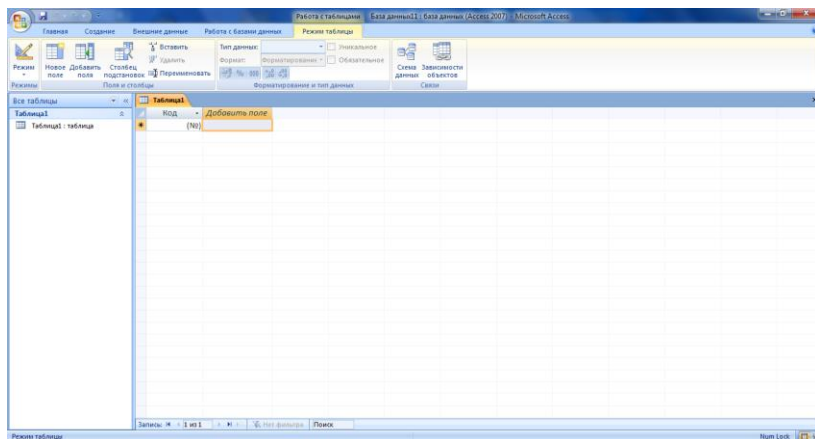 Работа с таблицами База данных11 : база данных (Access 2007) - Microsoft Access
Главная Создание Внешние данные Работа с базами данных Режим таблицы
Режим
Новое поле
Добавить поля
Столбец подстановок
Вставить
Удалить
Переименовать
Тип данных:
Формат: Форматирование
Уникальное
Обязательное
Схема данных
Зависимости объектов
Режимы Поля и столбцы Форматирование и тип данных Связи
Все таблицы
Таблица1
Таблица1 : таблица
Таблица1
Код Добавить поле
(№)
Запись: 1 из 1 Нет фильтра Поиск
Режим таблицы Num Lock